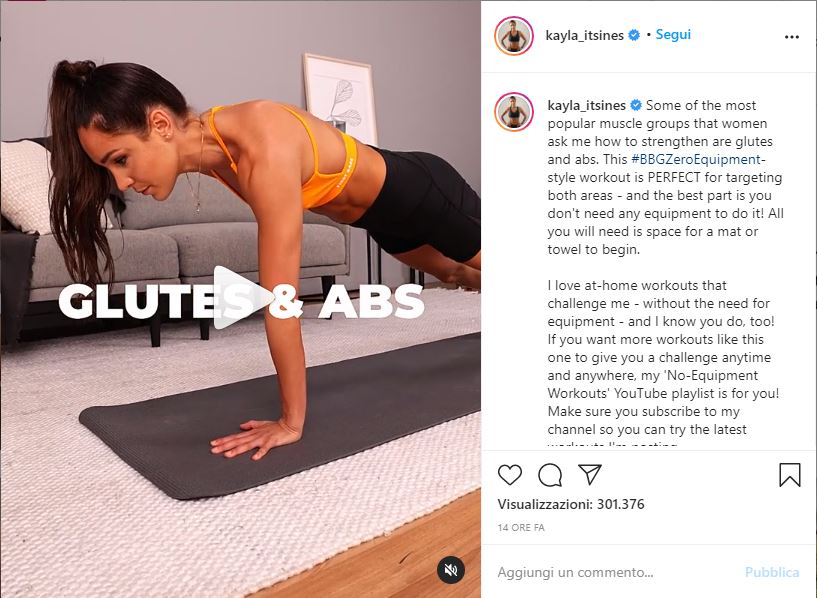 GLUTES & ABS
kayla_itsines • Segui
kayla_itsines Some of the most
popular muscle groups that women
ask me how to strengthen are glutes
and abs. This #BBGZeroEquipment-
style workout is PERFECT for targeting
both areas - and the best part is you
don't need any equipment to do it! All
you will need is space for a mat or
towel to begin.
I love at-home workouts that
challenge me - without the need for
equipment - and I know you do, too!
If you want more workouts like this
one to give you a challenge anytime
and anywhere, my 'No-Equipment
Workouts' YouTube playlist is for you!
Make sure you subscribe to my
channel so you can try the latest
workouts I'm posting
Visualizzazioni: 301.376
14 ORE FA
Aggiungi un commento... Pubblica